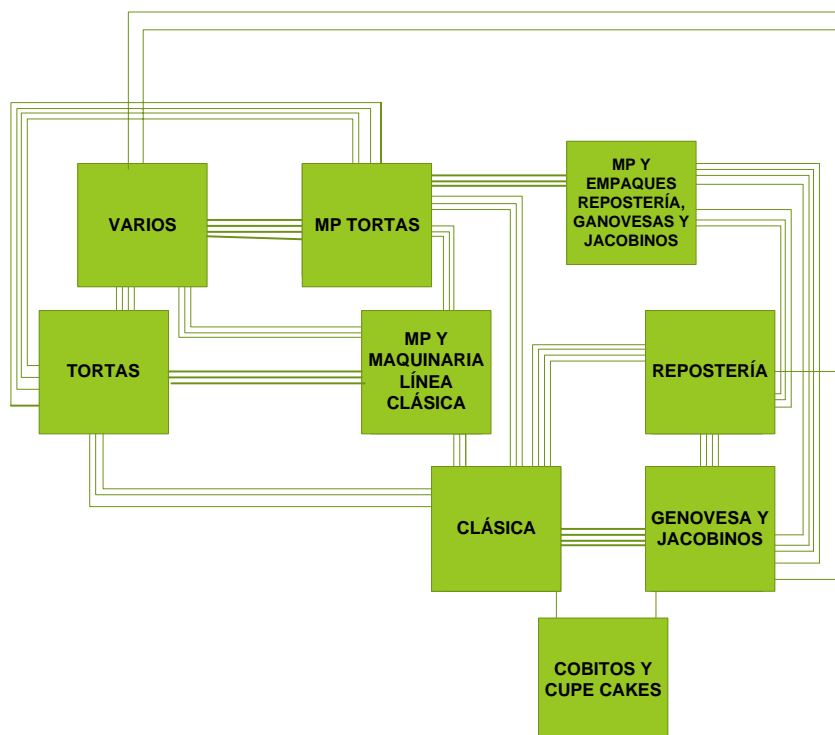 MP Y
EMPAQUES
REPOSTERÍA,
GANOVESAS Y
JACOBINOS
VARIOS
MP TORTAS
TORTAS
MP Y
MAQUINARIA
LÍNEA
CLÁSICA
REPOSTERÍA
CLÁSICA
GENOVESA Y
JACOBINOS
COBITOS Y
CUPE CAKES